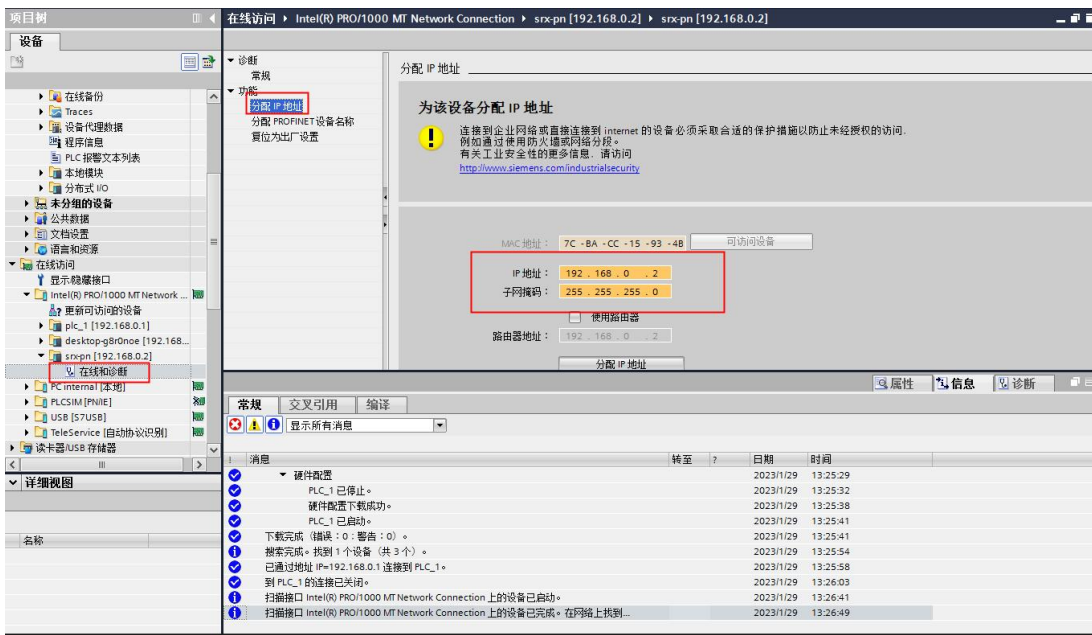 项目树
设备
在线备份
Traces
设备代理数据
程序信息
PLC 报警文本列表
本地模块
分布式 I/O
未分组的设备
公共数据
文档设置
语言和资源
在线访问
显示/隐藏接口
Intel(R) PRO/1000 MT Network ...
更新可访问的设备
plc_1 [192.168.0.1]
desktop-g8r0noe [192.168...
srx-pn [192.168.0.2]
在线和诊断
PC internal [本地]
PLCSIM [PN/IE]
USB [S7USB]
TeleService [自动协议识别]
读卡器/USB 存储器
详细视图
名称
在线访问 ▸ Intel(R) PRO/1000 MT Network Connection ▸ srx-pn [192.168.0.2] ▸ srx-pn [192.168.0.2]
诊断
常规
功能
分配 IP 地址
分配 PROFINET 设备名称
复位为出厂设置
分配 IP 地址
为该设备分配 IP 地址
连接到企业网络或直接连接到 internet 的设备必须采取合适的保护措施以防止未经授权的访问.
例如通过使用防火墙或网络分段。
有关工业安全性的更多信息, 请访问
http://www.siemens.com/industrialsecurity
MAC 地址: 7C -BA -CC -15 -93 -4B 可访问设备
IP 地址: 192 . 168 . 0 . 2
子网掩码: 255 . 255 . 255 . 0
使用路由器
路由器地址: 192 . 168 . 0 . 2
分配 IP 地址
属性 信息 诊断
常规 交叉引用 编译
显示所有消息
! 消息 转至 ? 日期 时间
硬件配置 2023/1/29 13:25:29
PLC_1 已停止。 2023/1/29 13:25:32
硬件配置下载成功。 2023/1/29 13:25:38
PLC_1 已启动。 2023/1/29 13:25:41
下载完成（错误：0；警告：0）。 2023/1/29 13:25:41
搜索完成。找到 1 个设备（共 3 个）。 2023/1/29 13:25:54
已通过地址 IP=192.168.0.1 连接到 PLC_1。 2023/1/29 13:25:58
到 PLC_1 的连接已关闭。 2023/1/29 13:26:03
扫描接口 Intel(R) PRO/1000 MT Network Connection 上的设备已启动。 2023/1/29 13:26:41
扫描接口 Intel(R) PRO/1000 MT Network Connection 上的设备已完成。在网络上找到... 2023/1/29 13:26:49